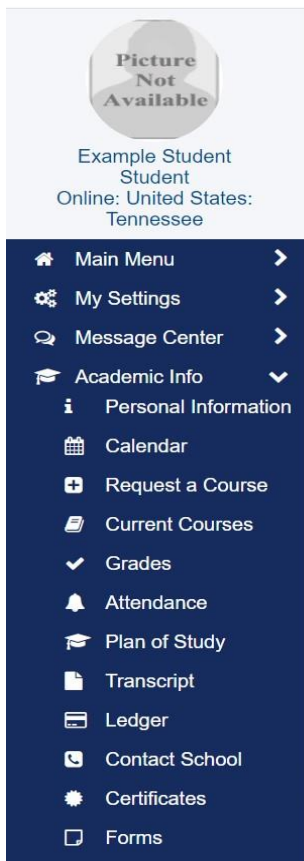 Picture
Not
Available
Example Student
Student
Online: United States:
Tennessee
Main Menu
My Settings
Message Center
Academic Info
Personal Information
Calendar
Request a Course
Current Courses
Grades
Attendance
Plan of Study
Transcript
Ledger
Contact School
Certificates
Forms